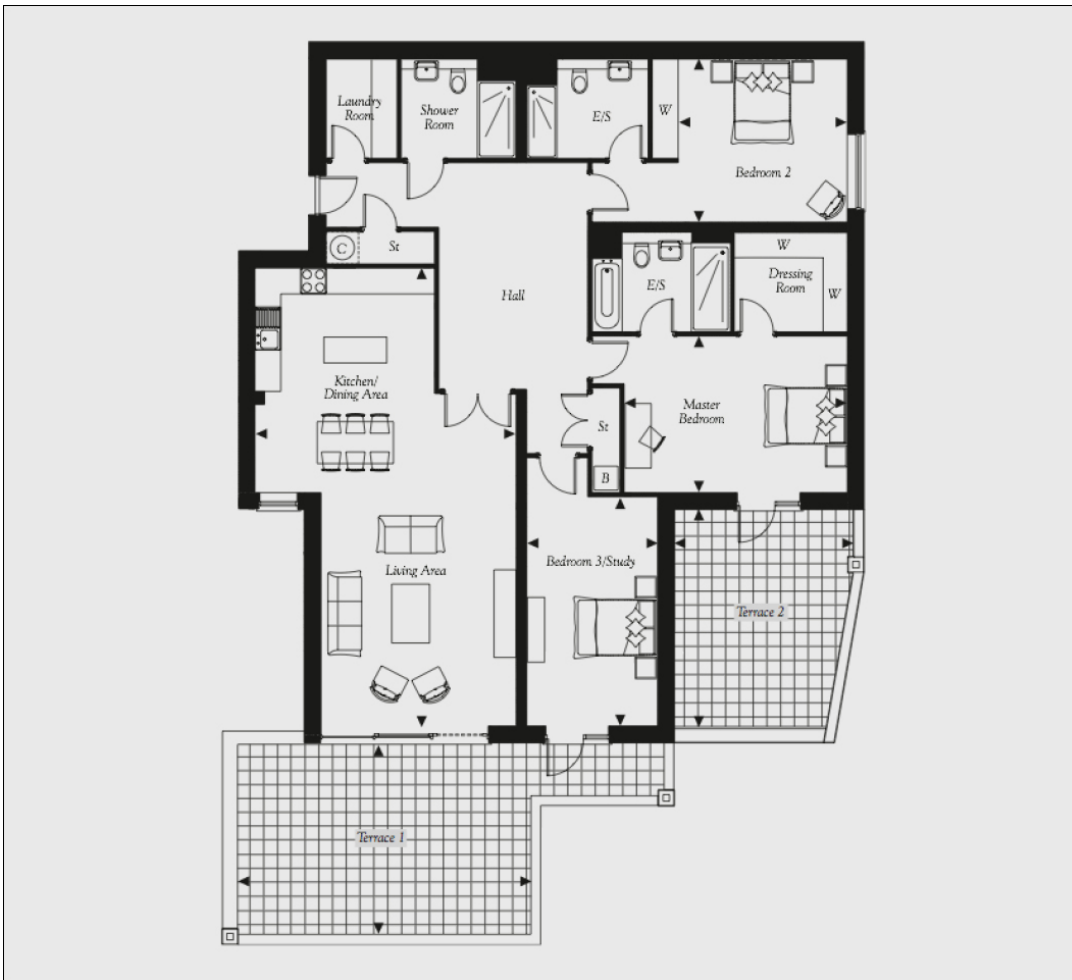 Laundry
Room
Shower
Room
E/S
W
Bedroom 2
C
St
E/S
W
Dressing
Room
W
Hall
Kitchen/
Dining Area
Master
Bedroom
St
B
Living Area
Bedroom 3/Study
Terrace 2
Terrace 1